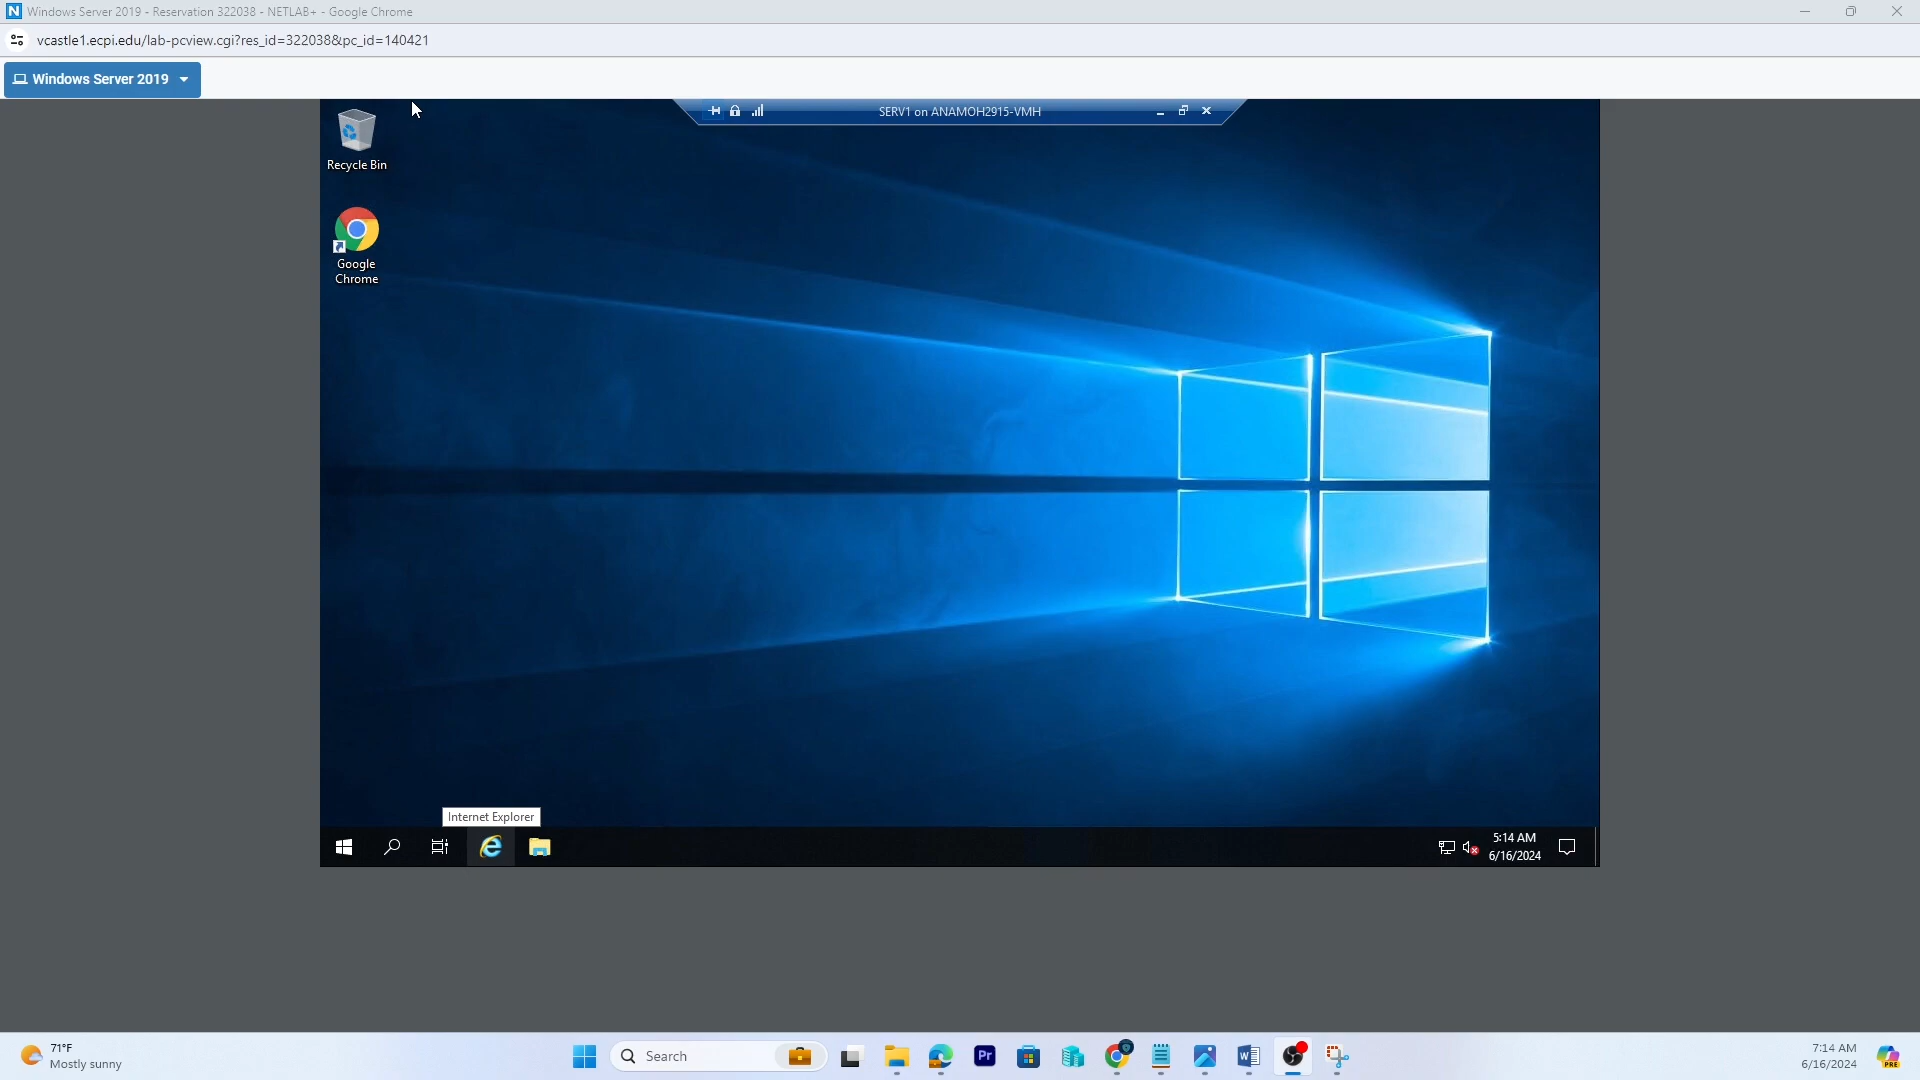 Windows Server 2019 - Reservation 322038 - NETLAB+ - Google Chrome
vcastle1.ecpi.edu/lab-pcview.cgi?res_id=322038&pc_id=140421
Windows Server 2019
SERV1 on ANAMOH2915-VMH
Recycle Bin
Google
Chrome
Internet Explorer
5:14 AM
6/16/2024
71°F
Mostly sunny
Search
Pr
7:14 AM
6/16/2024
PRE